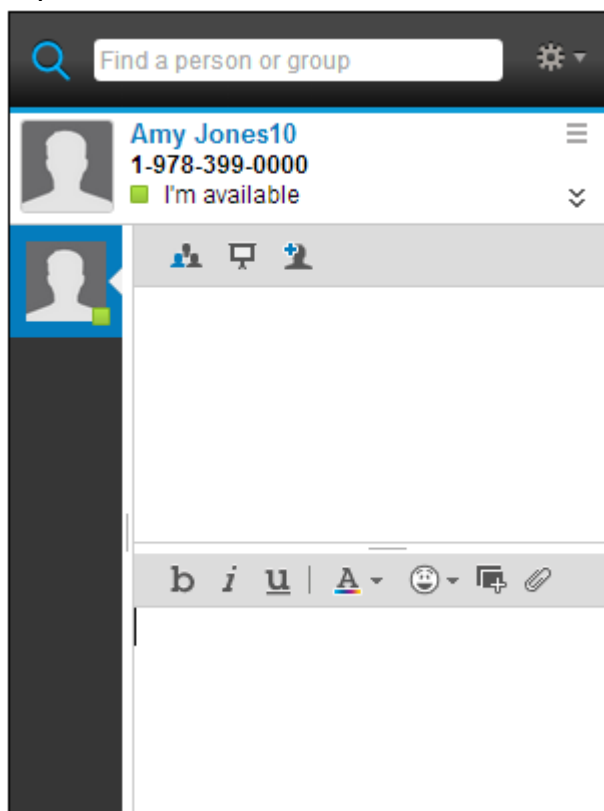 Find a person or group
Amy Jones10
1-978-399-0000
I'm available
b i u A